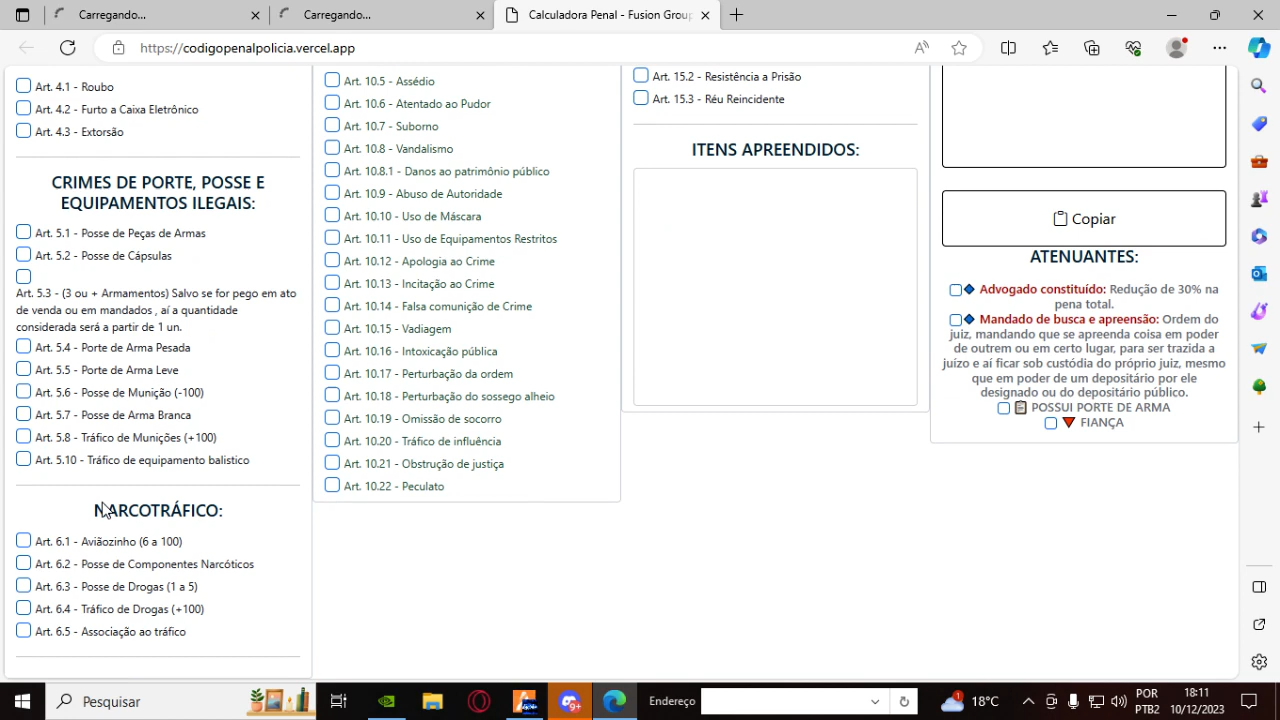 Carregando...
Carregando...
Calculadora Penal - Fusion Group
https://codigopenalpolicia.vercel.app
Art. 4.1 - Roubo
Art. 4.2 - Furto a Caixa Eletrônico
Art. 4.3 - Extorsão
CRIMES DE PORTE, POSSE E
EQUIPAMENTOS ILEGAIS:
Art. 5.1 - Posse de Peças de Armas
Art. 5.2 - Posse de Cápsulas
Art. 5.3 - (3 ou + Armamentos) Salvo se for pego em ato
de venda ou em mandados , aí a quantidade
considerada será a partir de 1 un.
Art. 5.4 - Porte de Arma Pesada
Art. 5.5 - Porte de Arma Leve
Art. 5.6 - Posse de Munição (-100)
Art. 5.7 - Posse de Arma Branca
Art. 5.8 - Tráfico de Munições (+100)
Art. 5.10 - Tráfico de equipamento balistico
NARCOTRÁFICO:
Art. 6.1 - Aviãozinho (6 a 100)
Art. 6.2 - Posse de Componentes Narcóticos
Art. 6.3 - Posse de Drogas (1 a 5)
Art. 6.4 - Tráfico de Drogas (+100)
Art. 6.5 - Associação ao tráfico
Art. 10.5 - Assédio
Art. 10.6 - Atentado ao Pudor
Art. 10.7 - Suborno
Art. 10.8 - Vandalismo
Art. 10.8.1 - Danos ao patrimônio público
Art. 10.9 - Abuso de Autoridade
Art. 10.10 - Uso de Máscara
Art. 10.11 - Uso de Equipamentos Restritos
Art. 10.12 - Apologia ao Crime
Art. 10.13 - Incitação ao Crime
Art. 10.14 - Falsa comunição de Crime
Art. 10.15 - Vadiagem
Art. 10.16 - Intoxicação pública
Art. 10.17 - Perturbação da ordem
Art. 10.18 - Perturbação do sossego alheio
Art. 10.19 - Omissão de socorro
Art. 10.20 - Tráfico de influência
Art. 10.21 - Obstrução de justiça
Art. 10.22 - Peculato
Art. 15.2 - Resistência a Prisão
Art. 15.3 - Réu Reincidente
ITENS APREENDIDOS:
Copiar
ATENUANTES:
Advogado constituído: Redução de 30% na
pena total.
Mandado de busca e apreensão: Ordem do
juiz, mandando que se apreenda coisa em poder
de outrem ou em certo lugar, para ser trazida a
juízo e aí ficar sob custódia do próprio juiz, mesmo
que em poder de um depositário por ele
designado ou do depositário público.
POSSUI PORTE DE ARMA
FIANÇA
Pesquisar
9+
Endereço
1
18°C
POR
PTB2
18:11
10/12/2023